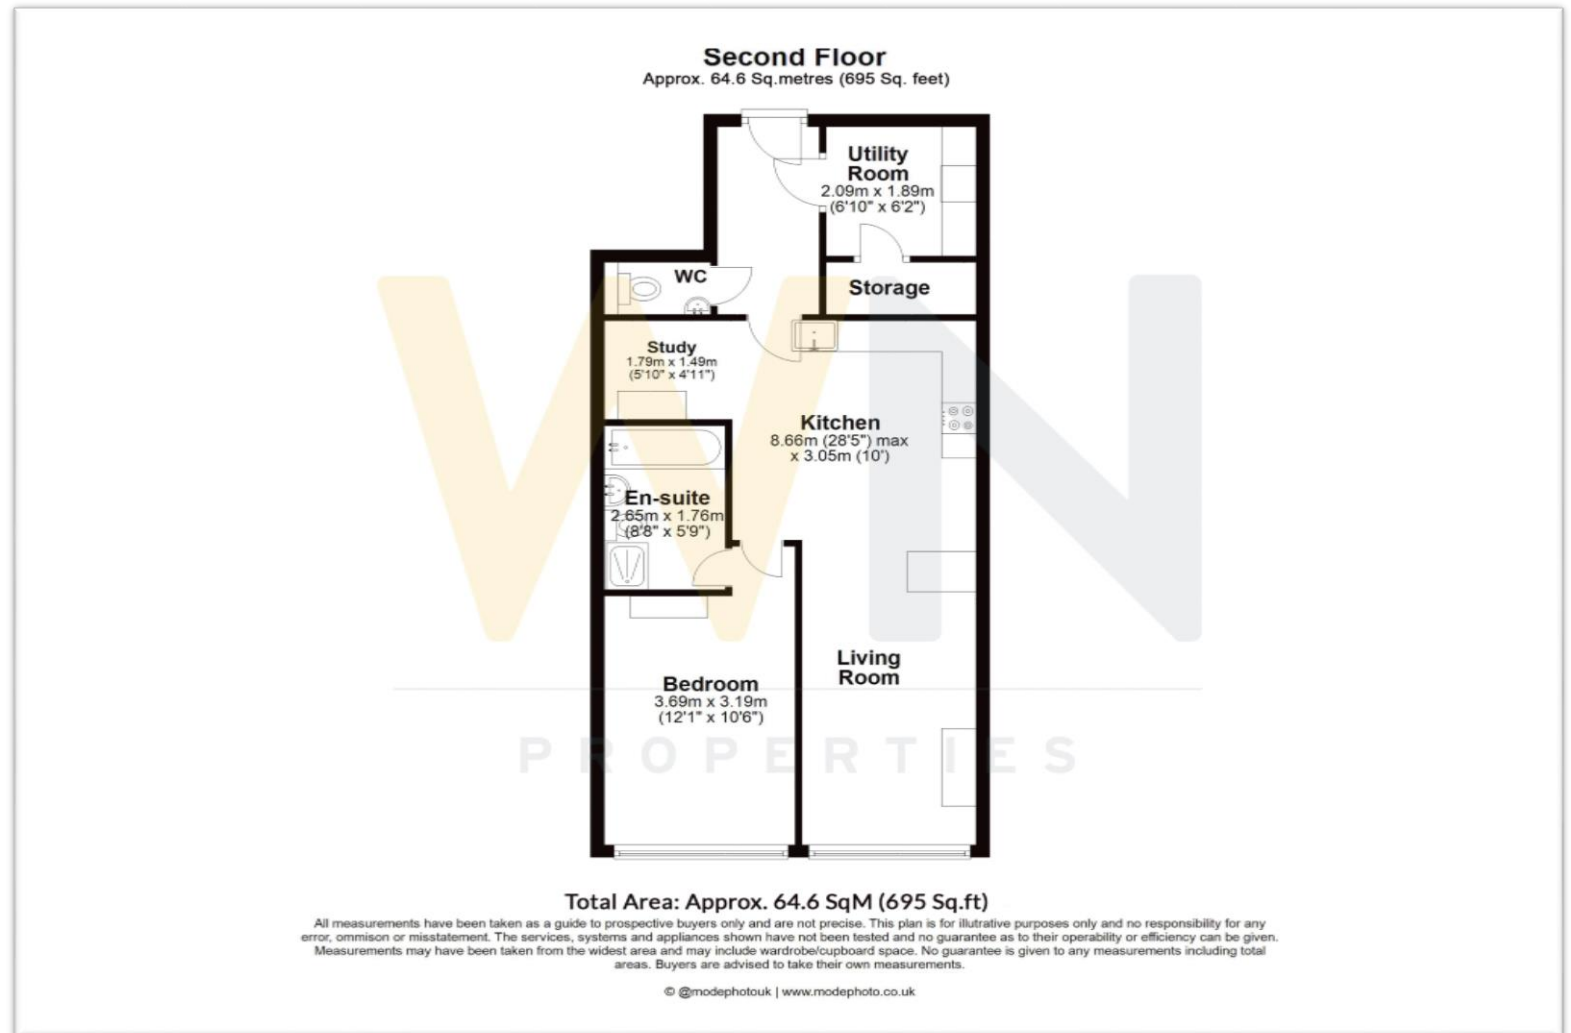 Second Floor
Approx. 64.6 Sq.metres (695 Sq. feet)
Utility
Room
2.09m x 1.89m
(6'10" x 6'2")
WC
Storage
Study
1.79m x 1.49m
(5'10" x 4'11")
Kitchen
8.66m (28'5") max
x 3.05m (10')
En-suite
2.65m x 1.76m
(8'8" x 5'9")
Living
Room
Bedroom
3.69m x 3.19m
(12'1" x 10'6")
WN
PROPERTIES
Total Area: Approx. 64.6 SqM (695 Sq.ft)
All measurements have been taken as a guide to prospective buyers only and are not precise. This plan is for illutrative purposes only and no responsibility for any
error, ommison or misstatement. The services, systems and appliances shown have not been tested and no guarantee as to their operability or efficiency can be given.
Measurements may have been taken from the widest area and may include wardrobe/cupboard space. No guarantee is given to any measurements including total
areas. Buyers are advised to take their own measurements.
© @modephotouk | www.modephoto.co.uk